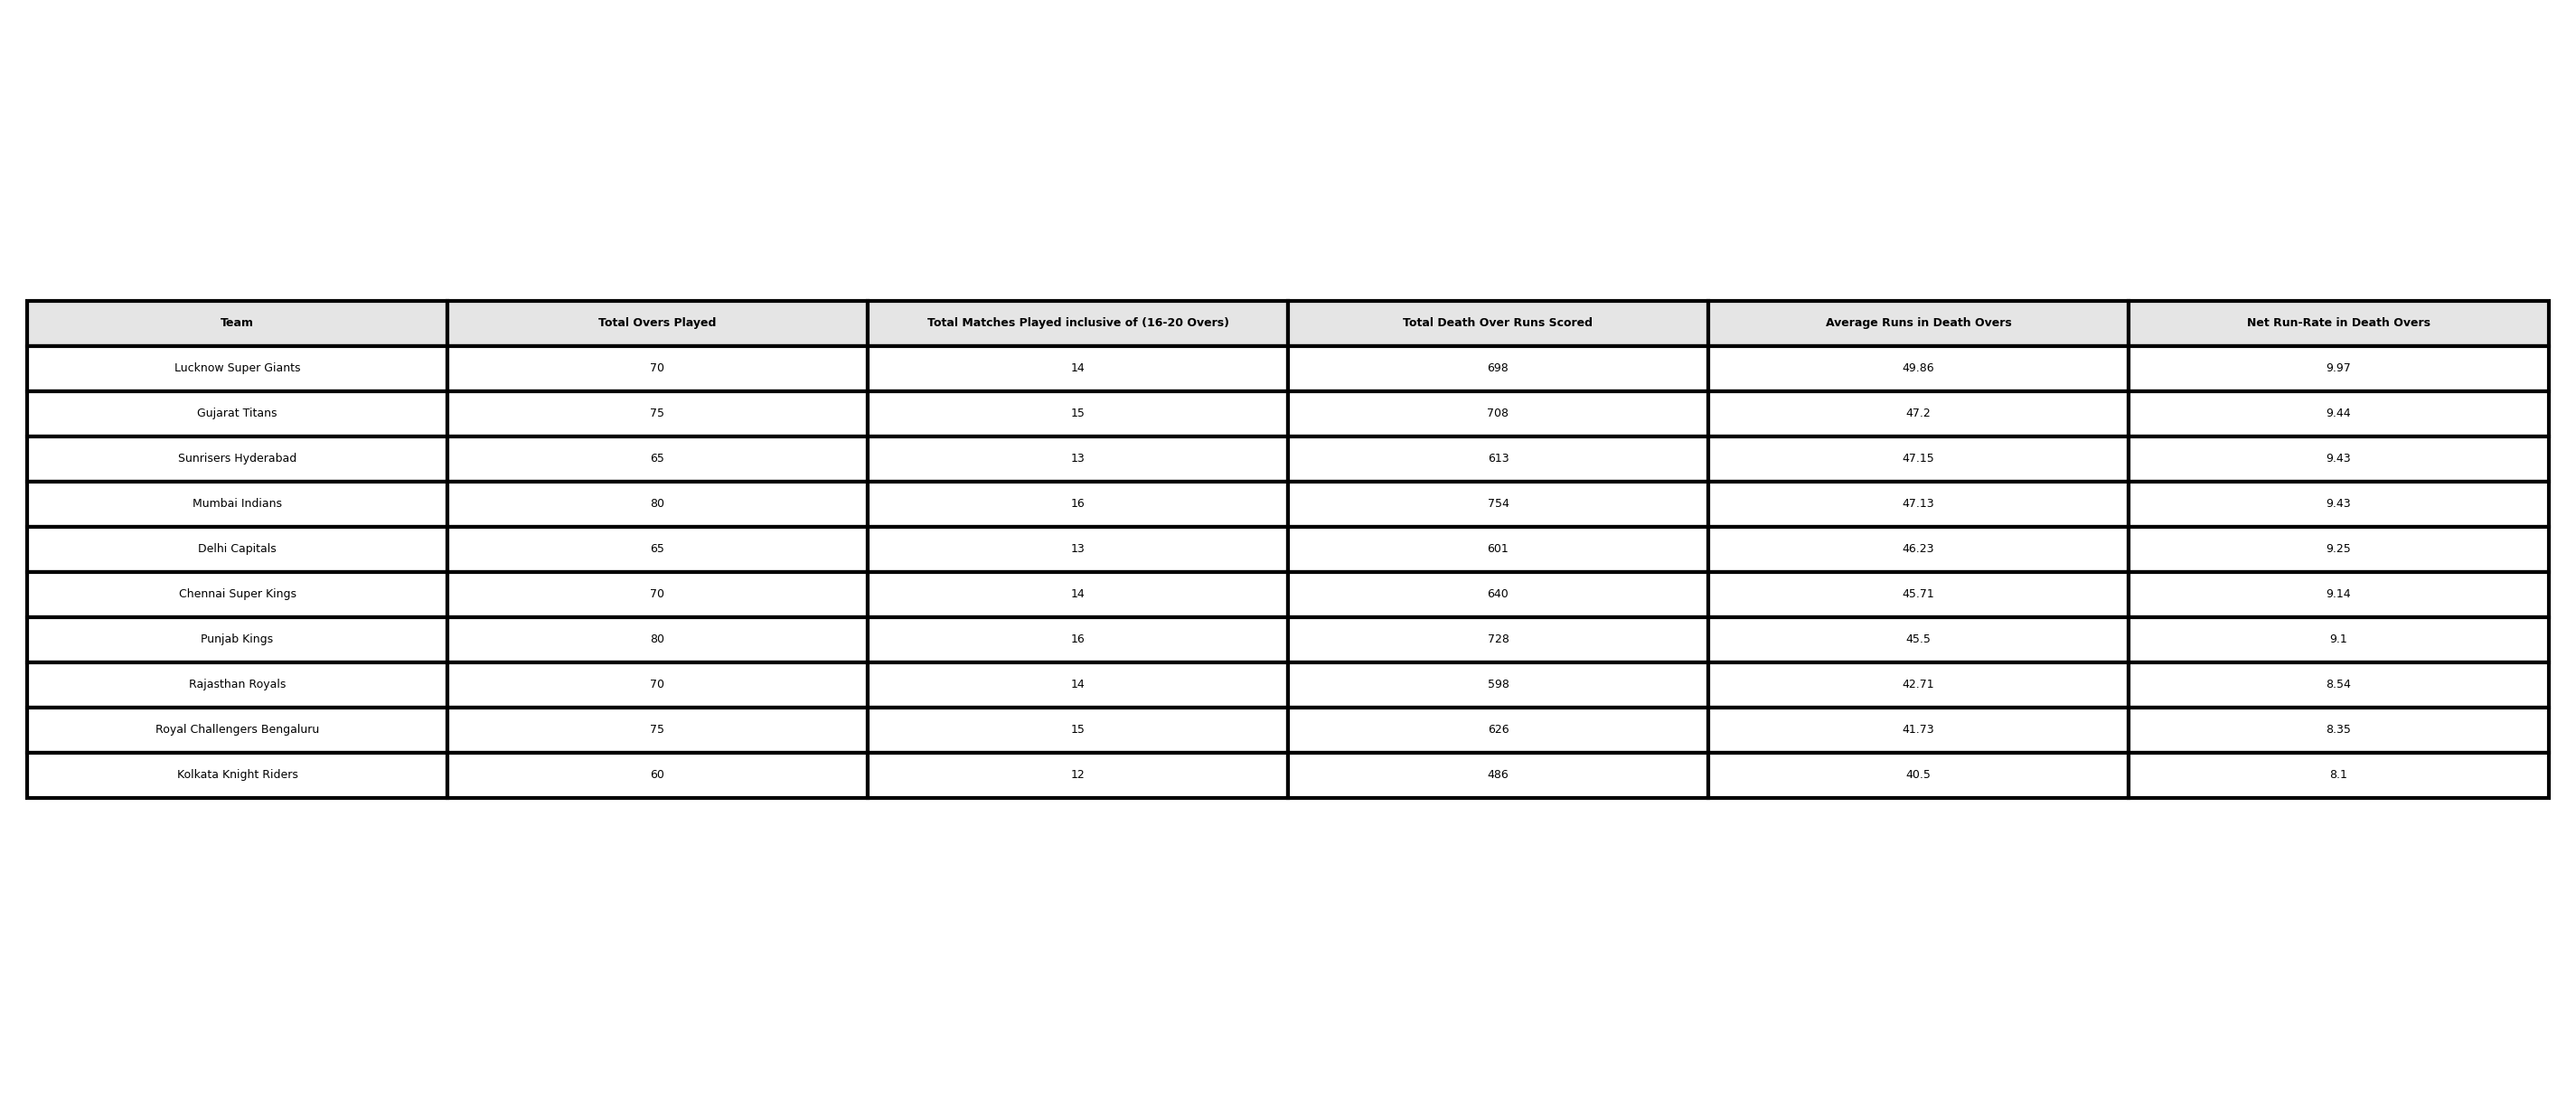 Team Total Overs Played Total Matches Played inclusive of (16-20 Overs) Total Death Over Runs Scored Average Runs in Death Overs Net Run-Rate in Death Overs
Lucknow Super Giants 70 14 698 49.86 9.97
Gujarat Titans 75 15 708 47.2 9.44
Sunrisers Hyderabad 65 13 613 47.15 9.43
Mumbai Indians 80 16 754 47.13 9.43
Delhi Capitals 65 13 601 46.23 9.25
Chennai Super Kings 70 14 640 45.71 9.14
Punjab Kings 80 16 728 45.5 9.1
Rajasthan Royals 70 14 598 42.71 8.54
Royal Challengers Bengaluru 75 15 626 41.73 8.35
Kolkata Knight Riders 60 12 486 40.5 8.1